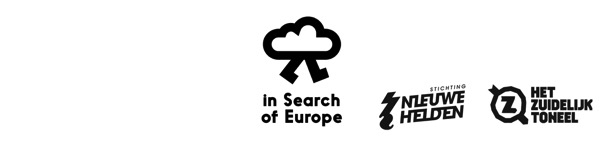 in Search
of Europe
STICHTING
NIEUWE
HELDEN
Z
HET
ZUIDELIJK
TONEEL